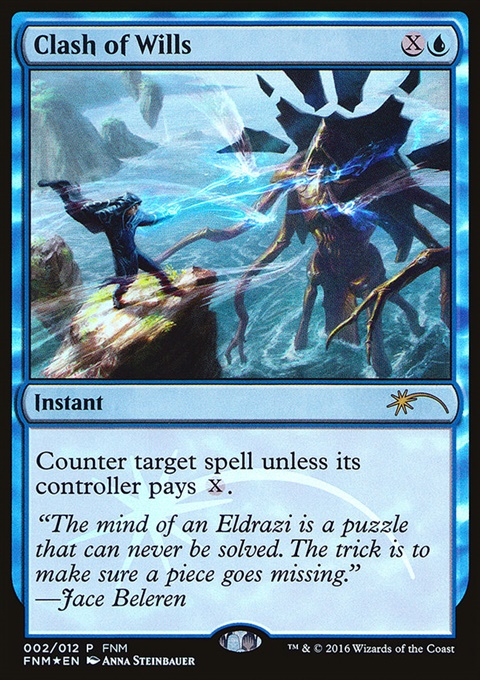 Clash of Wills X
Instant
Counter target spell unless its
controller pays X.
“The mind of an Eldrazi is a puzzle
that can never be solved. The trick is to
make sure a piece goes missing.”
—Jace Beleren
002/012 P FNM
FNM★EN Anna Steinbauer
™ & © 2016 Wizards of the Coast